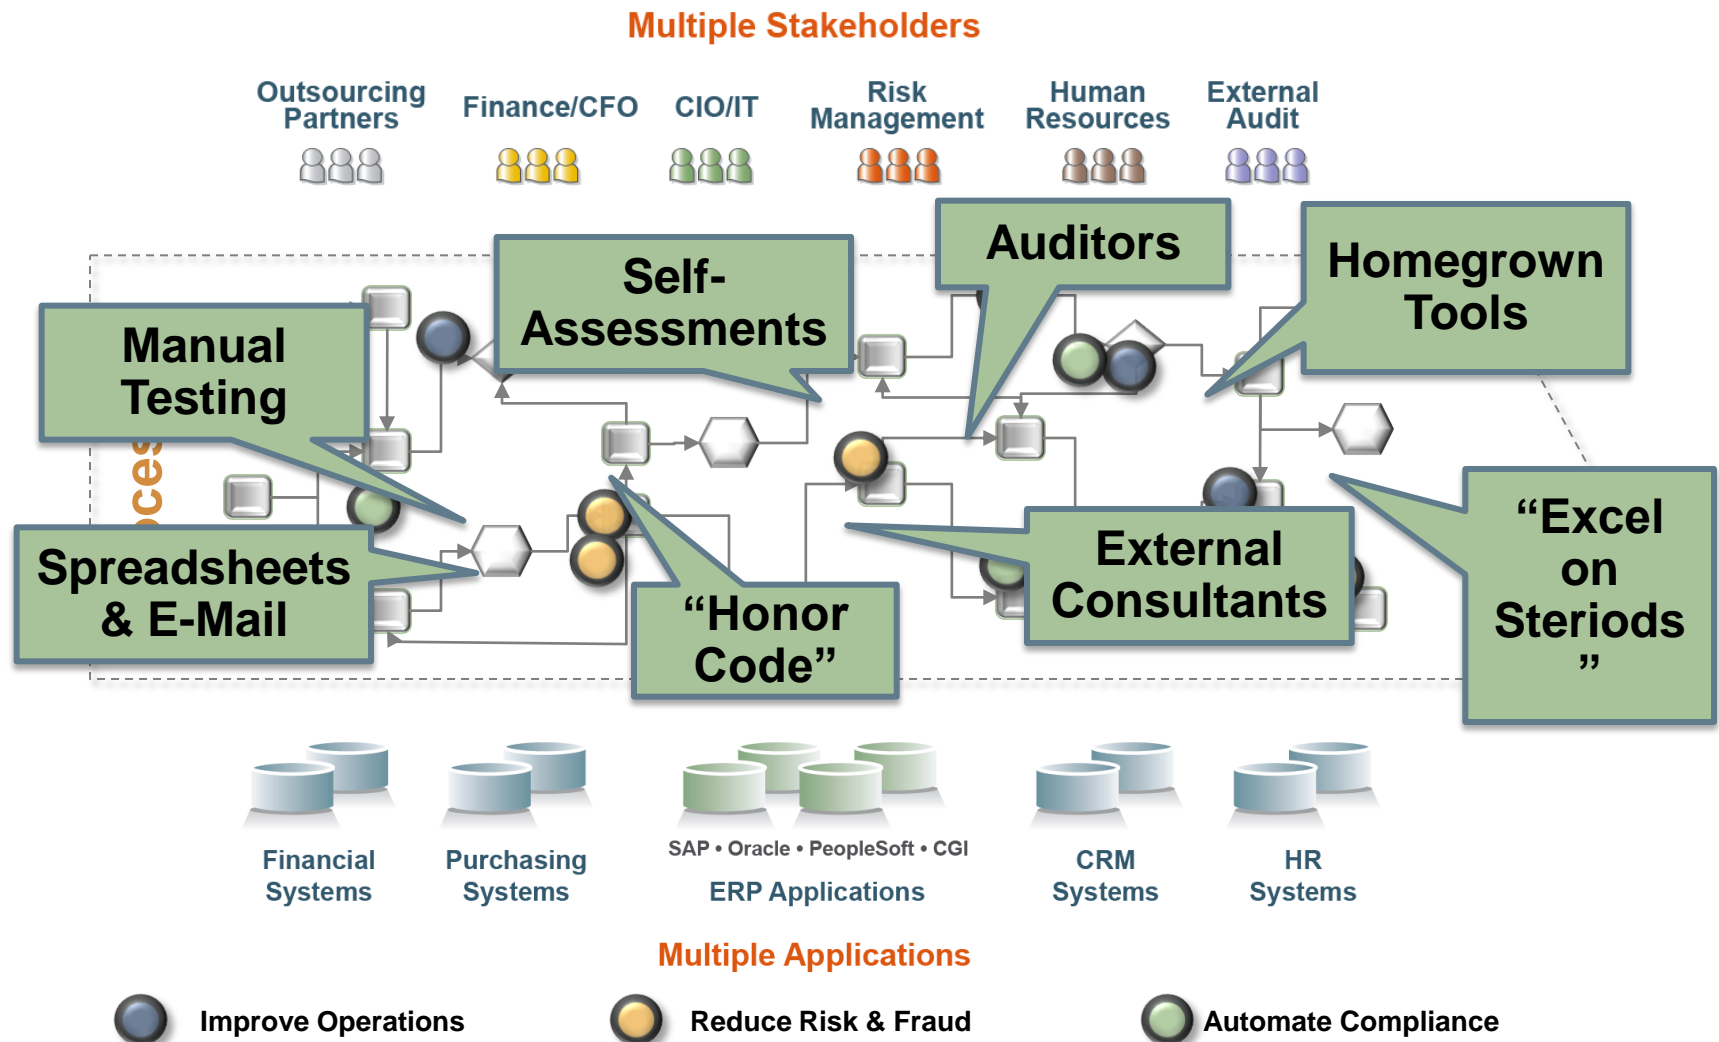 Multiple Stakeholders
Outsourcing
Partners
Finance/CFO
CIO/IT
Risk
Management
Human
Resources
External
Audit
Auditors
Self-
Assessments
Homegrown
Tools
Manual
Testing
Spreadsheets
& E-Mail
“Honor
Code”
External
Consultants
“Excel
on
Steriods
”
Financial
Systems
Purchasing
Systems
SAP • Oracle • PeopleSoft • CGI
ERP Applications
CRM
Systems
HR
Systems
Multiple Applications
Improve Operations
Reduce Risk & Fraud
Automate Compliance